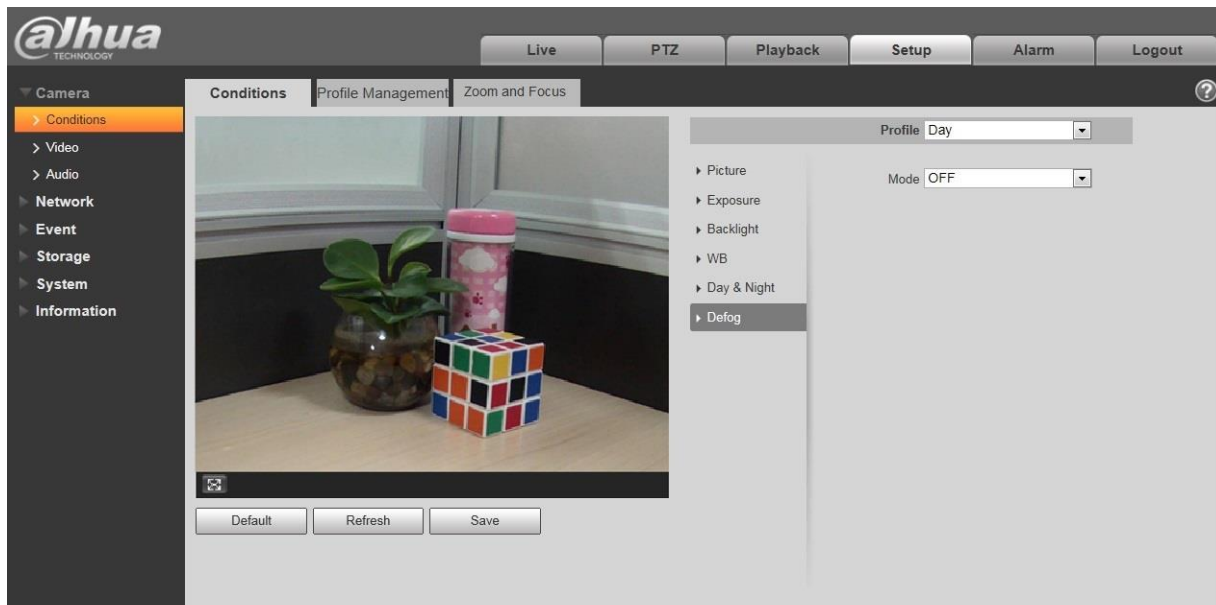 alhua
TECHNOLOGY
Live PTZ Playback Setup Alarm Logout
Camera
Conditions
Video
Audio
Network
Event
Storage
System
Information
Conditions Profile Management Zoom and Focus
?
Profile Day
Picture
Exposure
Backlight
WB
Day & Night
Defog
Mode OFF
Default Refresh Save